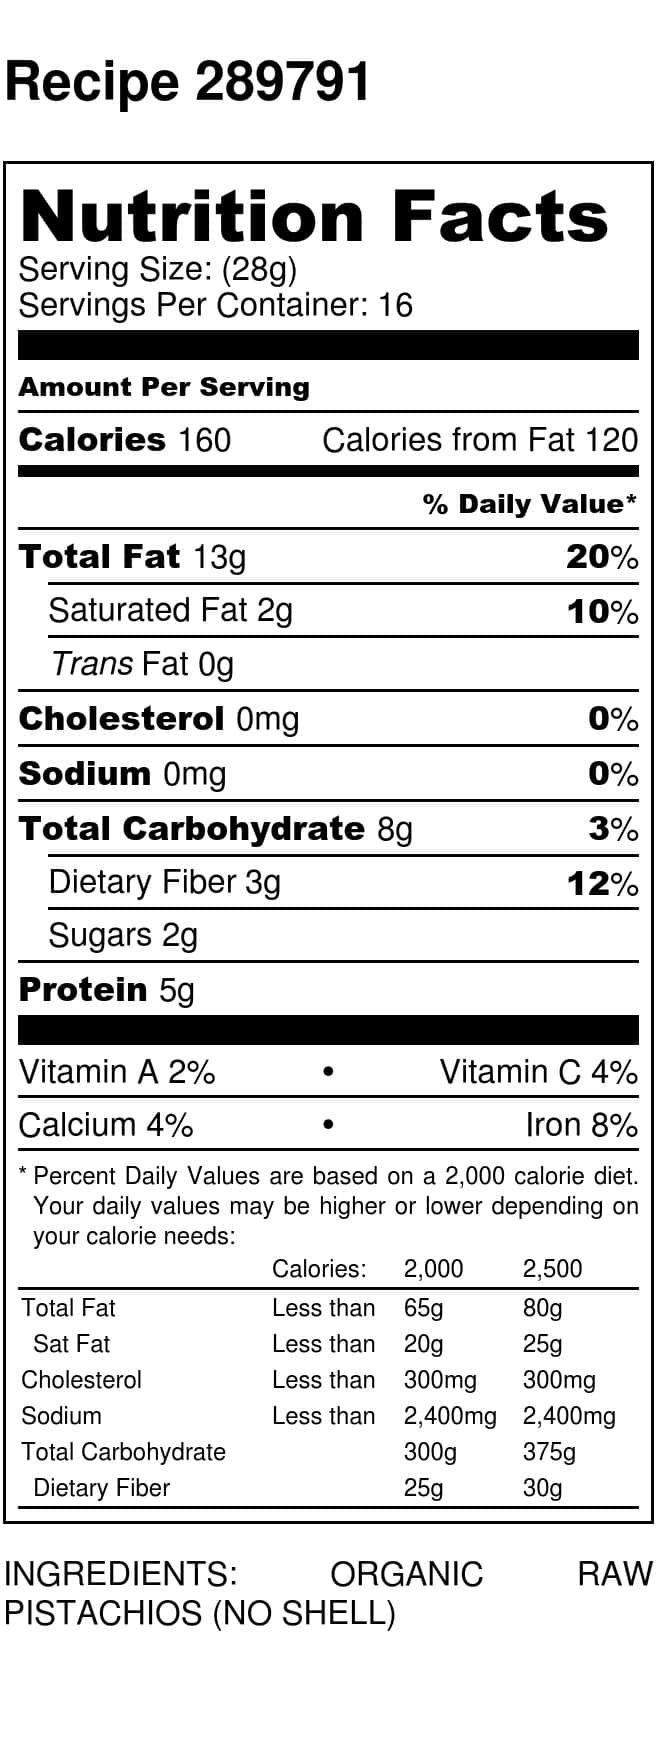 Recipe 289791
Nutrition Facts
Serving Size: (28g)
Servings Per Container: 16
Amount Per Serving
Calories 160 Calories from Fat 120
% Daily Value*
Total Fat 13g 20%
Saturated Fat 2g 10%
Trans Fat 0g
Cholesterol 0mg 0%
Sodium 0mg 0%
Total Carbohydrate 8g 3%
Dietary Fiber 3g 12%
Sugars 2g
Protein 5g
Vitamin A 2% • Vitamin C 4%
Calcium 4% • Iron 8%
* Percent Daily Values are based on a 2,000 calorie diet.
Your daily values may be higher or lower depending on
your calorie needs:
Calories: 2,000 2,500
Total Fat Less than 65g 80g
Sat Fat Less than 20g 25g
Cholesterol Less than 300mg 300mg
Sodium Less than 2,400mg 2,400mg
Total Carbohydrate 300g 375g
Dietary Fiber 25g 30g
INGREDIENTS: ORGANIC RAW
PISTACHIOS (NO SHELL)